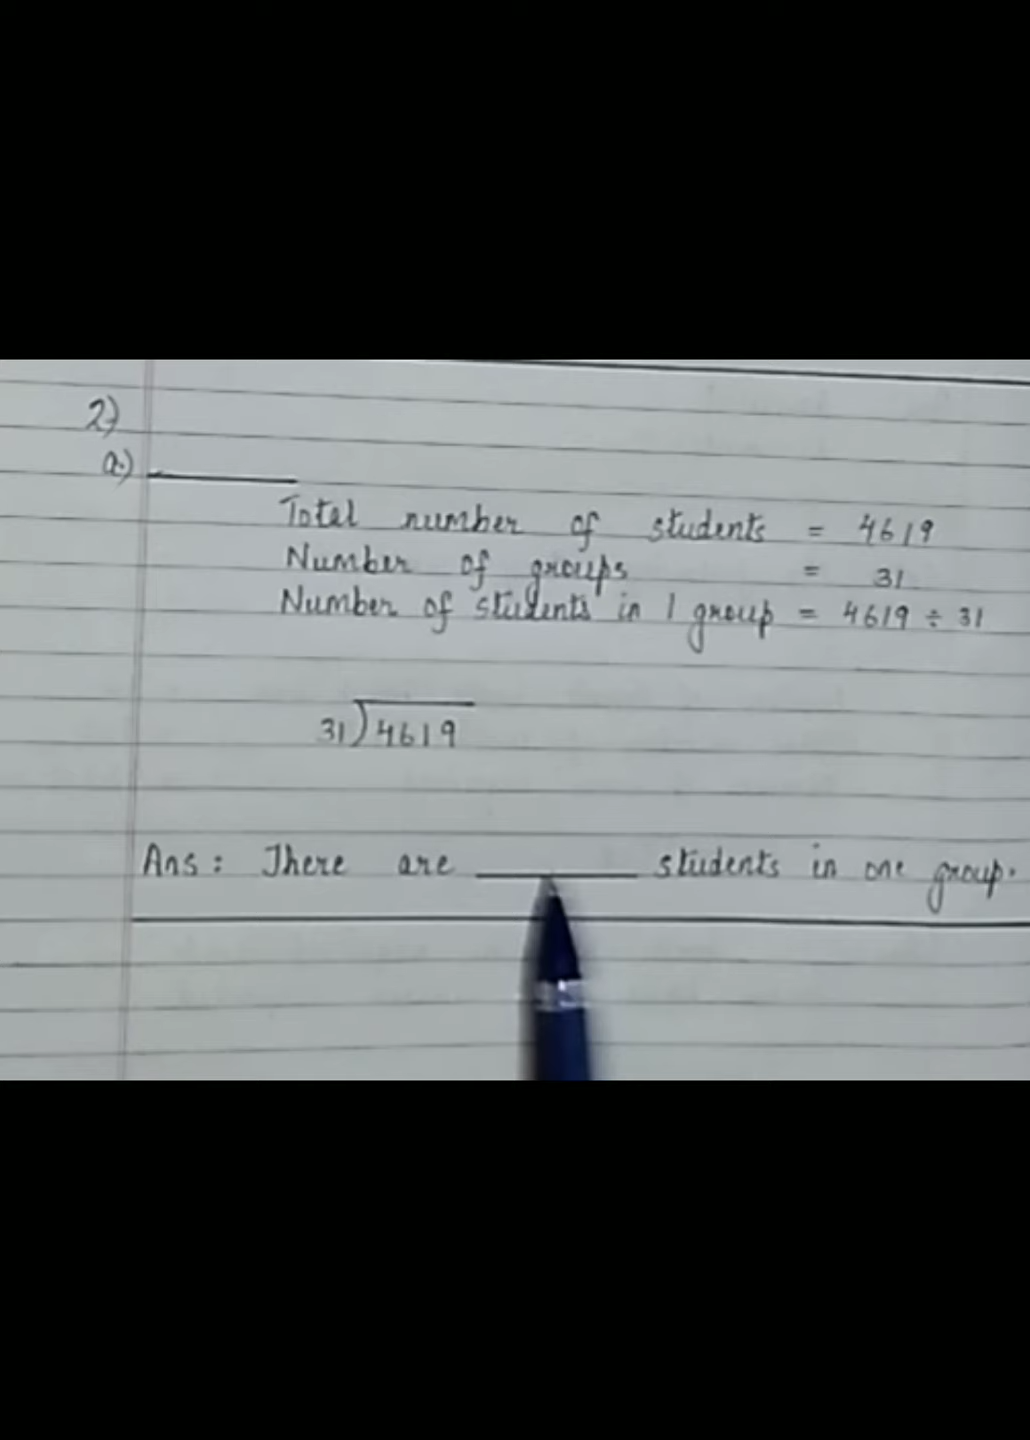 2)
a.)
Total number of students = 4619
Number of groups = 31
Number of students in 1 group = 4619 ÷ 31
31)4619
Ans: There are ______ students in one group.